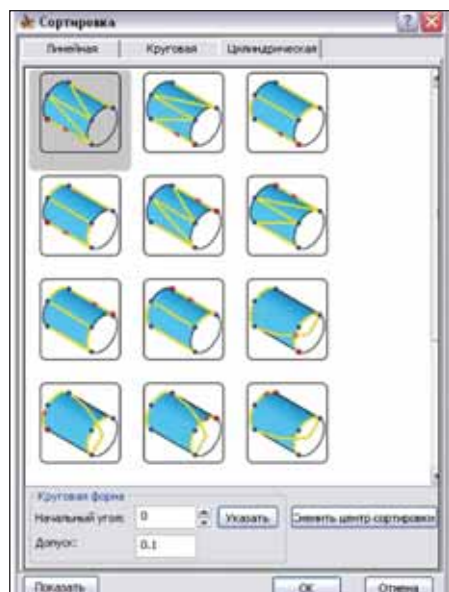 Сортировка
Линейная Круговая Цилиндрическая
Круговая форма
Начальный угол: 0 Указать Сменить центр сортировки
Допуск: 0.1
Показать OK Отмена